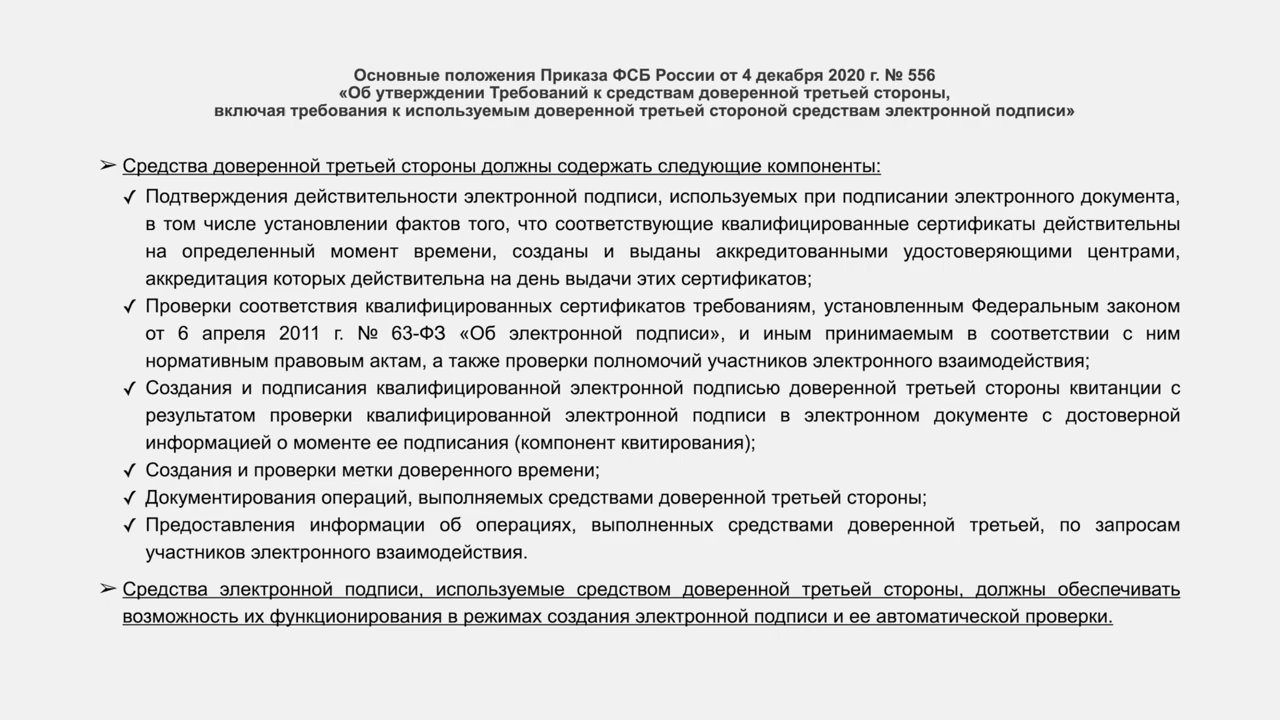 Основные положения Приказа ФСБ России от 4 декабря 2020 г. № 556
«Об утверждении Требований к средствам доверенной третьей стороны,
включая требования к используемым доверенной третьей стороной средствам электронной подписи»
➢ Средства доверенной третьей стороны должны содержать следующие компоненты:
✓ Подтверждения действительности электронной подписи, используемых при подписании электронного документа,
в том числе установлении фактов того, что соответствующие квалифицированные сертификаты действительны
на определенный момент времени, созданы и выданы аккредитованными удостоверяющими центрами,
аккредитация которых действительна на день выдачи этих сертификатов;
✓ Проверки соответствия квалифицированных сертификатов требованиям, установленным Федеральным законом
от 6 апреля 2011 г. № 63-ФЗ «Об электронной подписи», и иным принимаемым в соответствии с ним
нормативным правовым актам, а также проверки полномочий участников электронного взаимодействия;
✓ Создания и подписания квалифицированной электронной подписью доверенной третьей стороны квитанции с
результатом проверки квалифицированной электронной подписи в электронном документе с достоверной
информацией о моменте ее подписания (компонент квитирования);
✓ Создания и проверки метки доверенного времени;
✓ Документирования операций, выполняемых средствами доверенной третьей стороны;
✓ Предоставления информации об операциях, выполненных средствами доверенной третьей, по запросам
участников электронного взаимодействия.
➢ Средства электронной подписи, используемые средством доверенной третьей стороны, должны обеспечивать
возможность их функционирования в режимах создания электронной подписи и ее автоматической проверки.